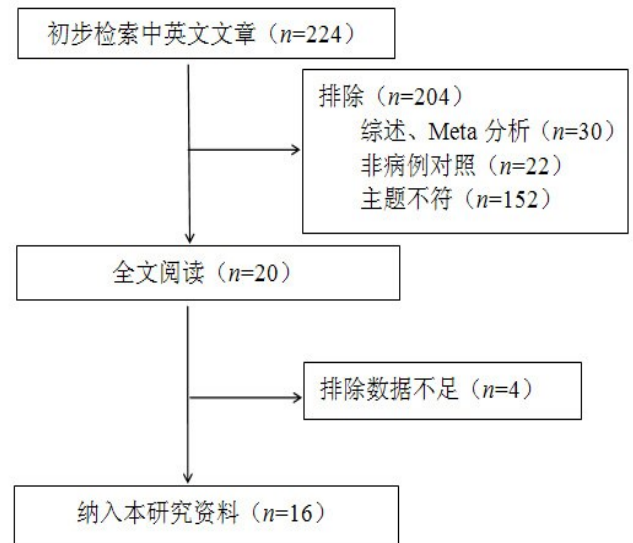 初步检索中英文文章（n=224）
排除（n=204）
综述、Meta 分析（n=30）
非病例对照（n=22）
主题不符（n=152）
全文阅读（n=20）
排除数据不足（n=4）
纳入本研究资料（n=16）